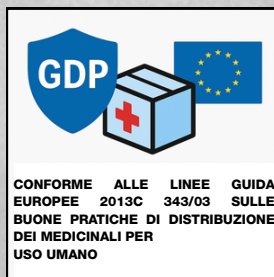 GDP
CONFORME ALLE LINEE GUIDA
EUROPEE 2013C 343/03 SULLE
BUONE PRATICHE DI DISTRIBUZIONE
DEI MEDICINALI PER
USO UMANO